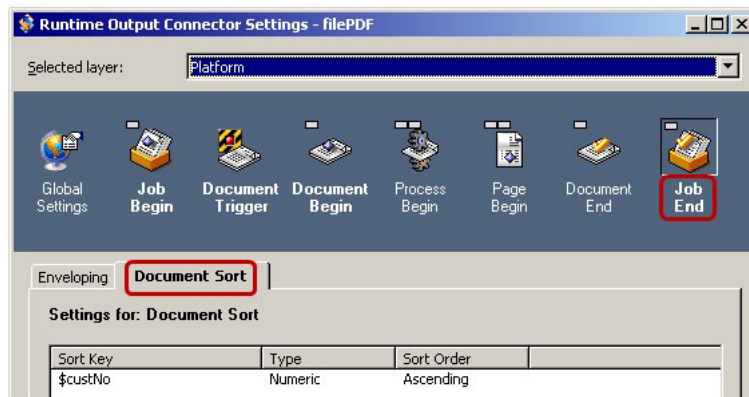 Runtime Output Connector Settings - filePDF
Selected layer: Platform
Global Settings
Job Begin
Document Trigger
Document Begin
Process Begin
Page Begin
Document End
Job End
Enveloping Document Sort
Settings for: Document Sort
Sort Key Type Sort Order
$custNo Numeric Ascending